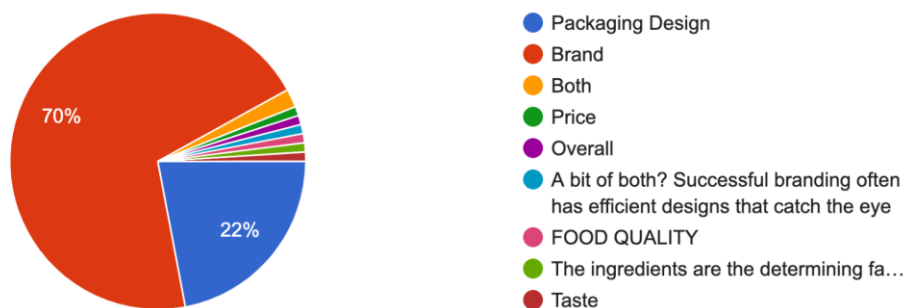 70%
22%
Packaging Design
Brand
Both
Price
Overall
A bit of both? Successful branding often
has efficient designs that catch the eye
FOOD QUALITY
The ingredients are the determining fa…
Taste